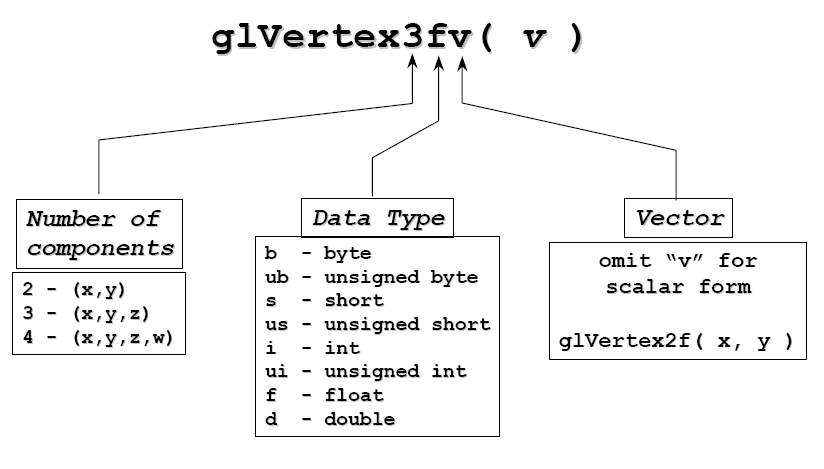 glVertex3fv( v )
Number of
components
2 - (x,y)
3 - (x,y,z)
4 - (x,y,z,w)
Data Type
b - byte
ub - unsigned byte
s - short
us - unsigned short
i - int
ui - unsigned int
f - float
d - double
Vector
omit “v” for
scalar form
glVertex2f( x, y )